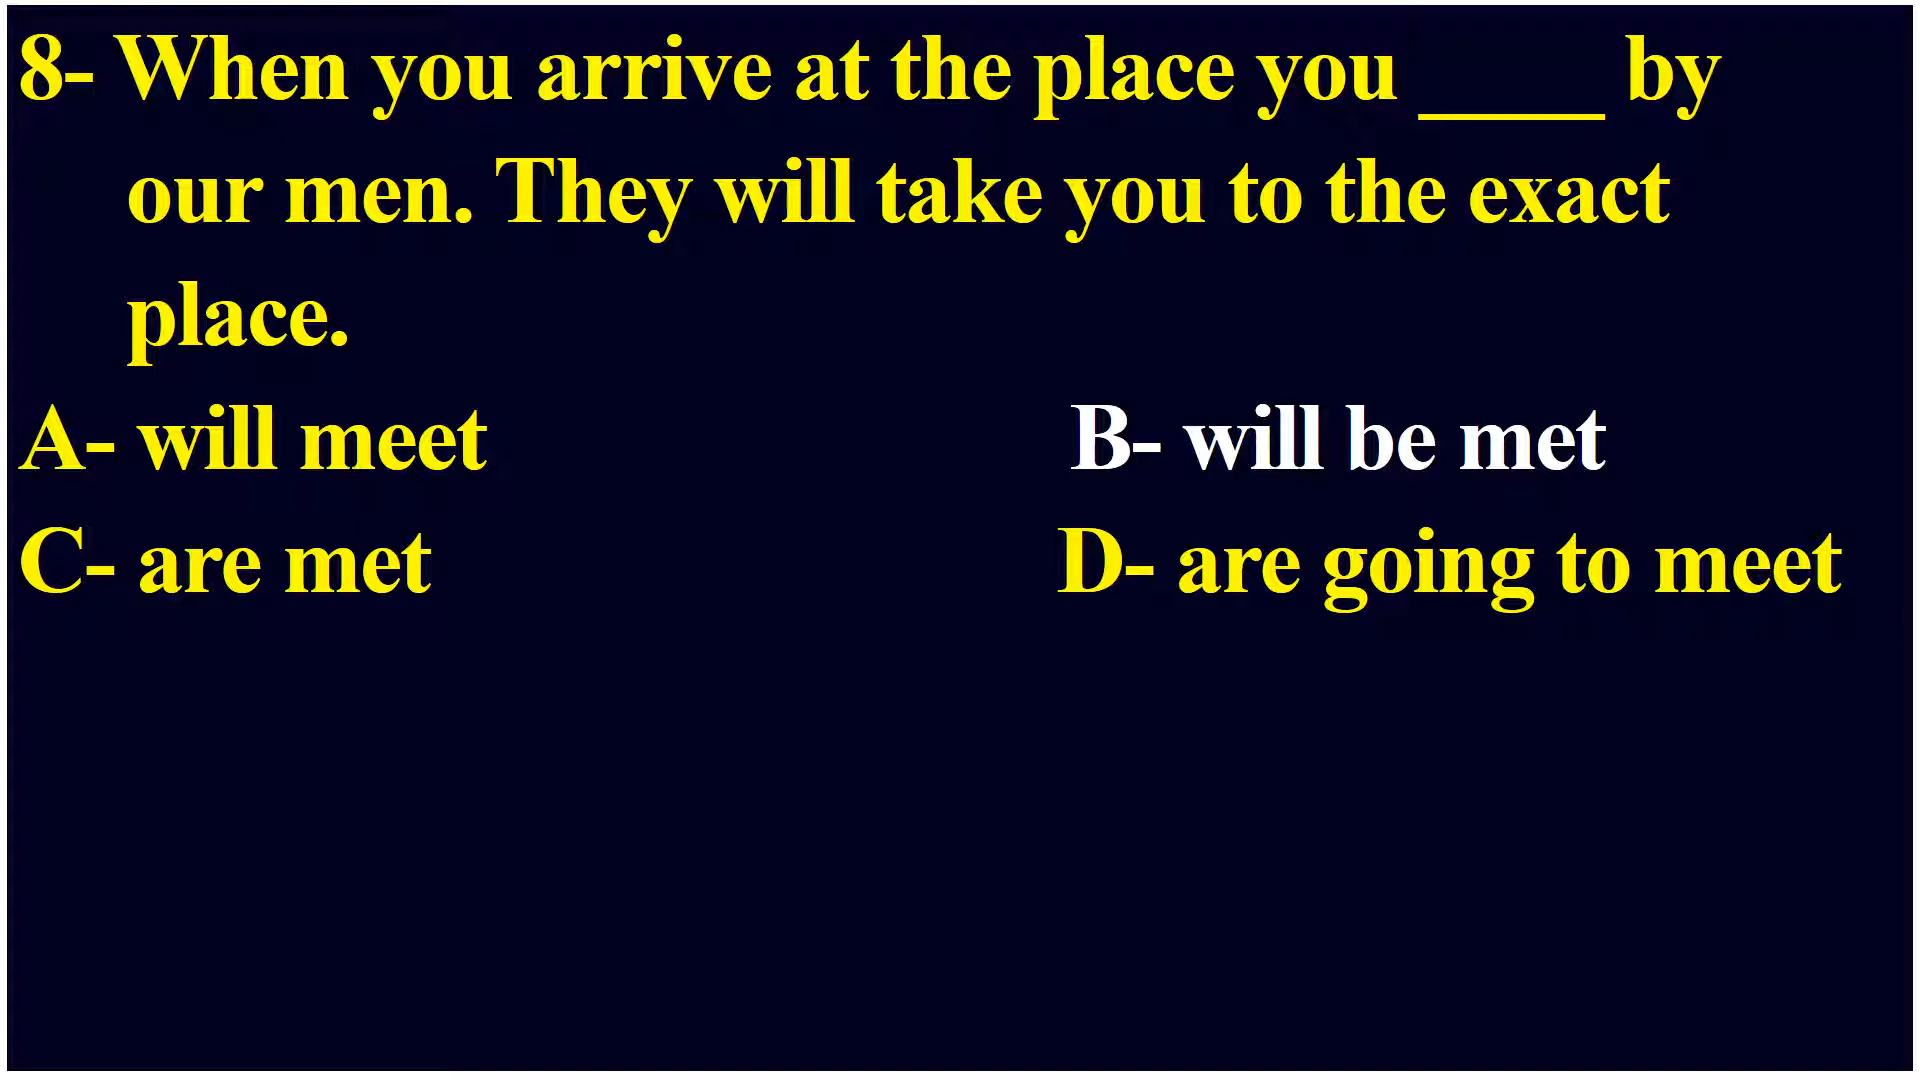 8- When you arrive at the place you ____ by
our men. They will take you to the exact
place.
A- will meet B- will be met
C- are met D- are going to meet